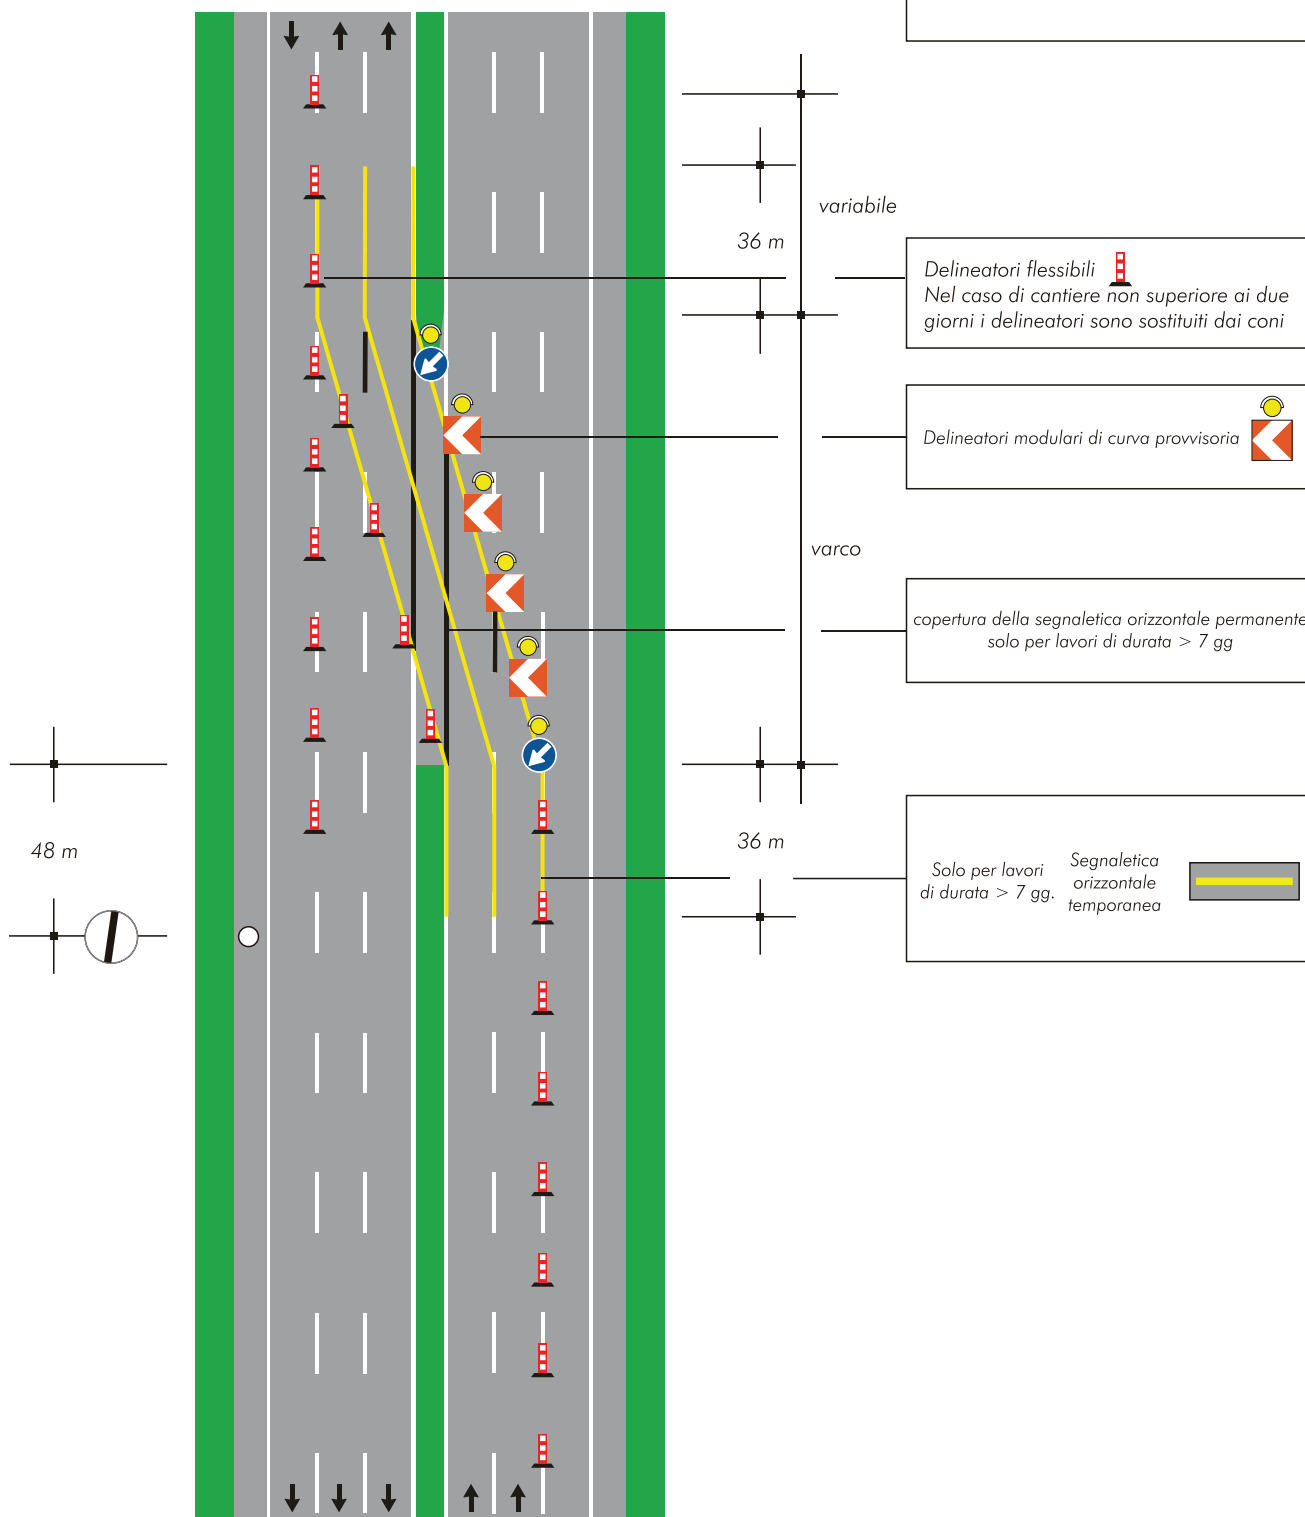 variabile
36 m
Delineatori flessibili
Nel caso di cantiere non superiore ai due
giorni i delineatori sono sostituiti dai coni
Delineatori modulari di curva provvisoria
varco
copertura della segnaletica orizzontale permanente
solo per lavori di durata > 7 gg
48 m
36 m
Solo per lavori
di durata > 7 gg.
Segnaletica
orizzontale
temporanea